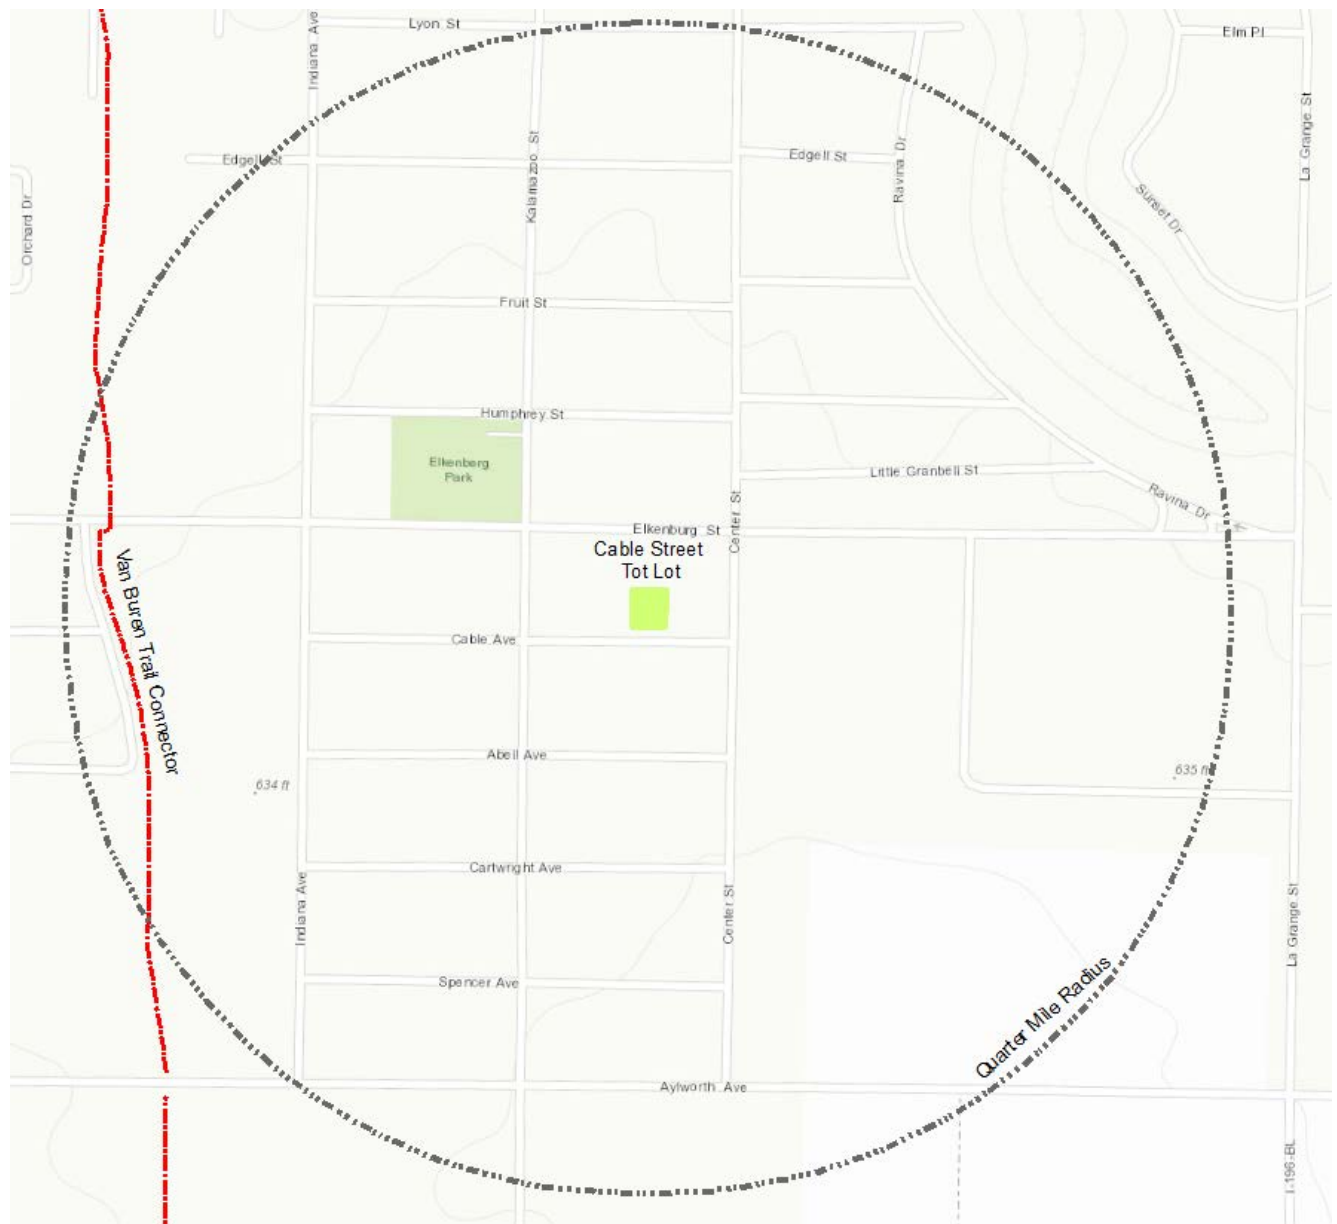 Lyon St
Elm Pl
Indiana Ave
La Grange St
Edgell St
Kalamazoo St
Edgell St
Ravina Dr
Orchard Dr
Sunset Dr
Fruit St
Humphrey St
Elkenberg
Park
Little Granbell St
Ravina Dr
Center St
Elkenburg St
Cable Street
Tot Lot
Van Buren Trail Connector
Cable Ave
Abell Ave
634 ft
635 ft
Cartwright Ave
Indiana Ave
Center St
La Grange St
Spencer Ave
Quarter Mile Radius
Aylworth Ave
I-196-BL